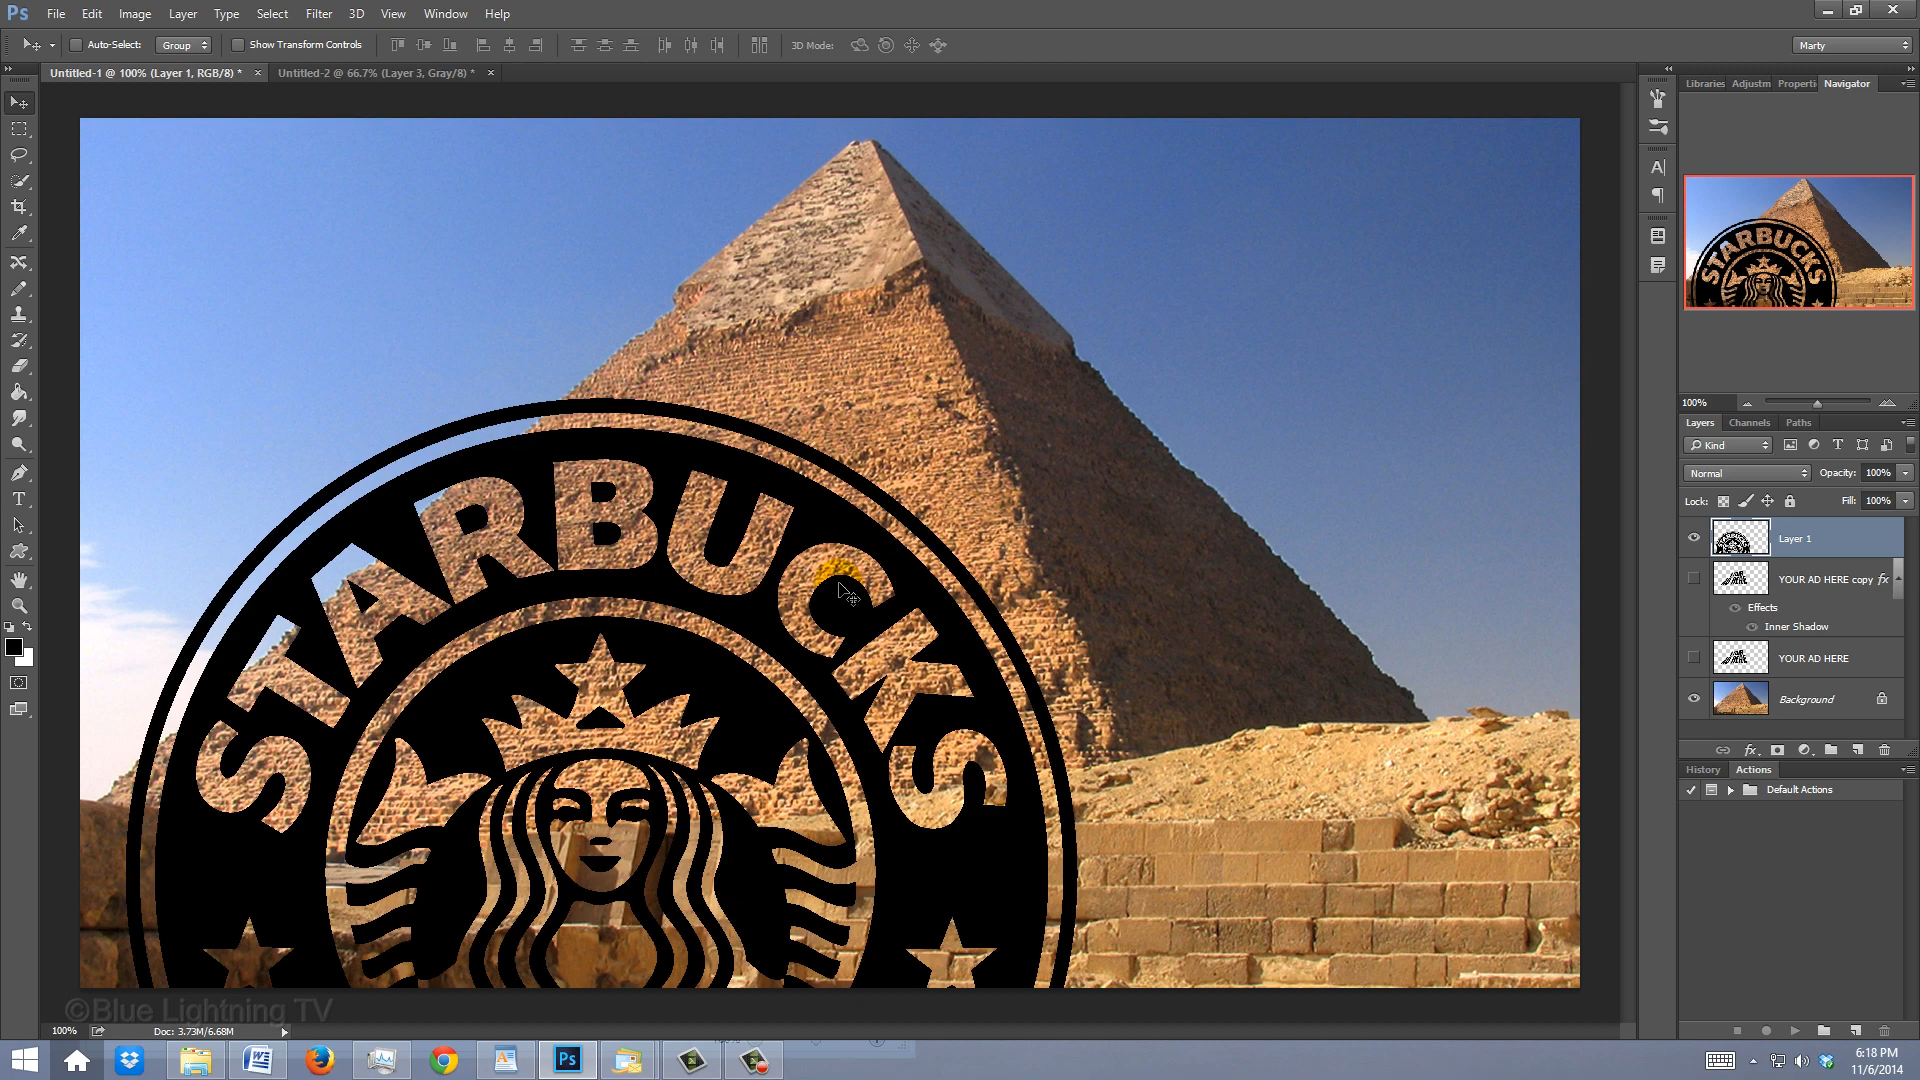 Ps File Edit Image Layer Type Select Filter 3D View Window Help
Auto-Select: Group Show Transform Controls 3D Mode: Marty
Untitled-1 @ 100% (Layer 1, RGB/8) * × Untitled-2 @ 66.7% (Layer 3, Gray/8) * ×
Libraries Adjustm Properti Navigator
STARBUCKS
STARBUCKS
100%
Layers Channels Paths
Kind
Normal Opacity: 100%
Lock: Fill: 100%
Layer 1
YOUR AD HERE copy fx
Effects
Inner Shadow
YOUR AD HERE
Background
fx
History Actions
Default Actions
©Blue Lightning TV
100% Doc: 3.73M/6.68M
Ps
6:18 PM
11/6/2014